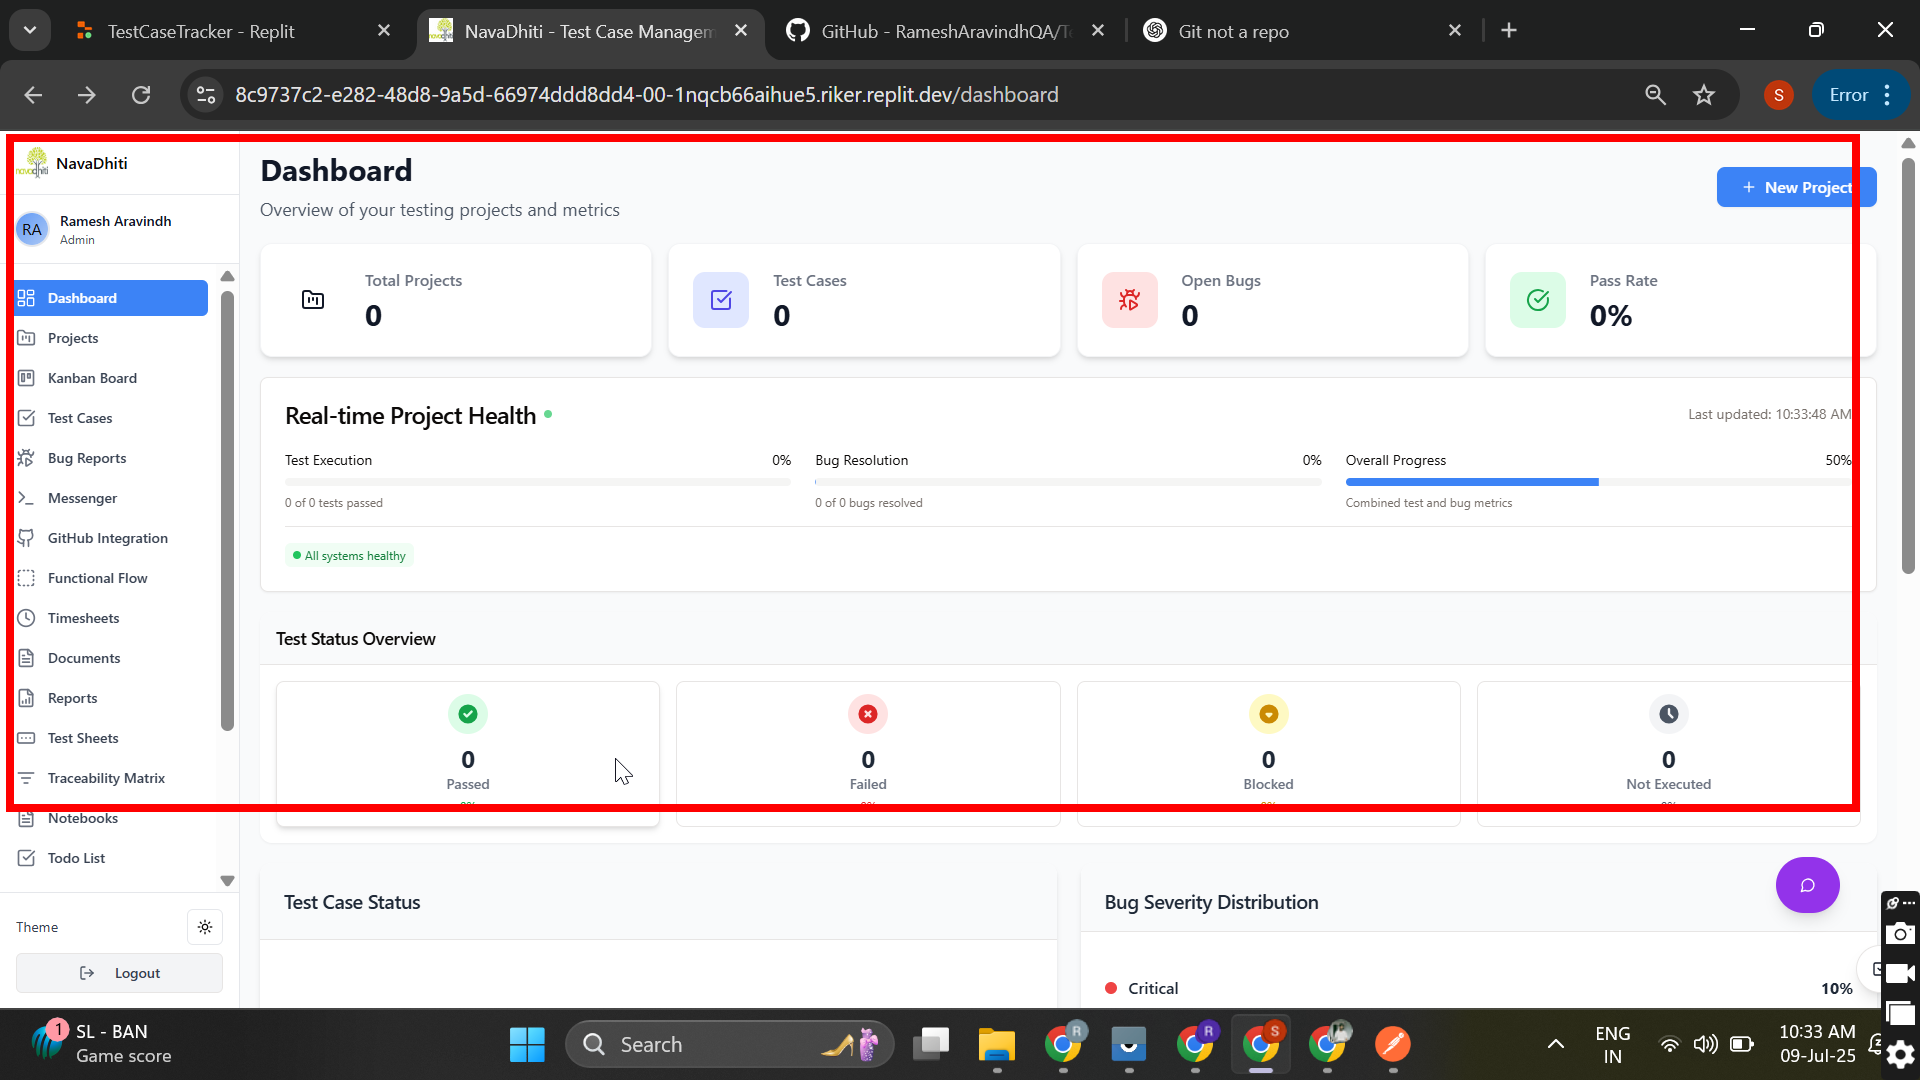 TestCaseTracker - Replit
NavaDhiti - Test Case Managem
GitHub - RameshAravindhQA/Te
Git not a repo
8c9737c2-e282-48d8-9a5d-66974ddd8dd4-00-1nqcb66aihue5.riker.replit.dev/dashboard
S
Error
NavaDhiti
RA
Ramesh Aravindh
Admin
Dashboard
Projects
Kanban Board
Test Cases
Bug Reports
Messenger
GitHub Integration
Functional Flow
Timesheets
Documents
Reports
Test Sheets
Traceability Matrix
Notebooks
Todo List
Theme
Logout
Dashboard
Overview of your testing projects and metrics
+ New Project
Total Projects
0
Test Cases
0
Open Bugs
0
Pass Rate
0%
Real-time Project Health
Last updated: 10:33:48 AM
Test Execution 0%
0 of 0 tests passed
Bug Resolution 0%
0 of 0 bugs resolved
Overall Progress 50%
Combined test and bug metrics
All systems healthy
Test Status Overview
0
Passed
0
Failed
0
Blocked
0
Not Executed
Test Case Status
Bug Severity Distribution
Critical 10%
1
SL - BAN
Game score
Search
R
R
S
ENG
IN
10:33 AM
09-Jul-25